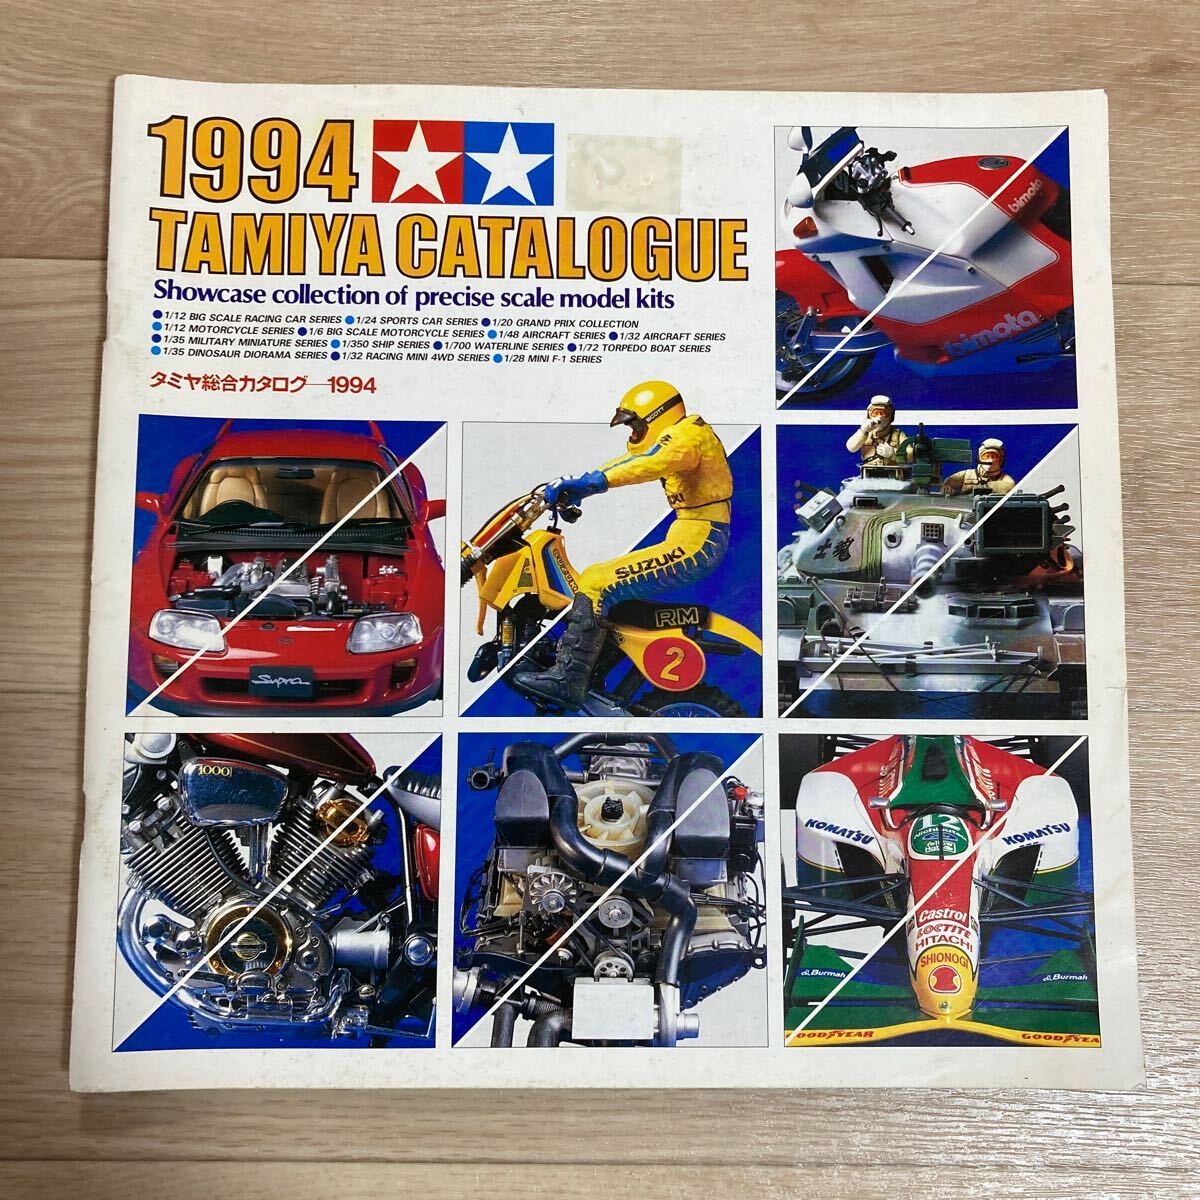 1994
TAMIYA CATALOGUE
Showcase collection of precise scale model kits
●1/12 BIG SCALE RACING CAR SERIES ●1/24 SPORTS CAR SERIES ●1/20 GRAND PRIX COLLECTION
●1/12 MOTORCYCLE SERIES ●1/6 BIG SCALE MOTORCYCLE SERIES ●1/48 AIRCRAFT SERIES ●1/32 AIRCRAFT SERIES
●1/35 MILITARY MINIATURE SERIES ●1/350 SHIP SERIES ●1/700 WATERLINE SERIES ●1/72 TORPEDO BOAT SERIES
●1/35 DINOSAUR DIORAMA SERIES ●1/32 RACING MINI 4WD SERIES ●1/28 MINI F-1 SERIES
タミヤ総合カタログ—1994
bimota
bimota
Supra
SCOTT
SUZUKI
SUZUKI
RM
2
士魂
1000
KOMATSU
KOMATSU
12
Castrol
LOCTITE
HITACHI
SHIONOGI
Burmah
Burmah
GOODYEAR
GOODYEA